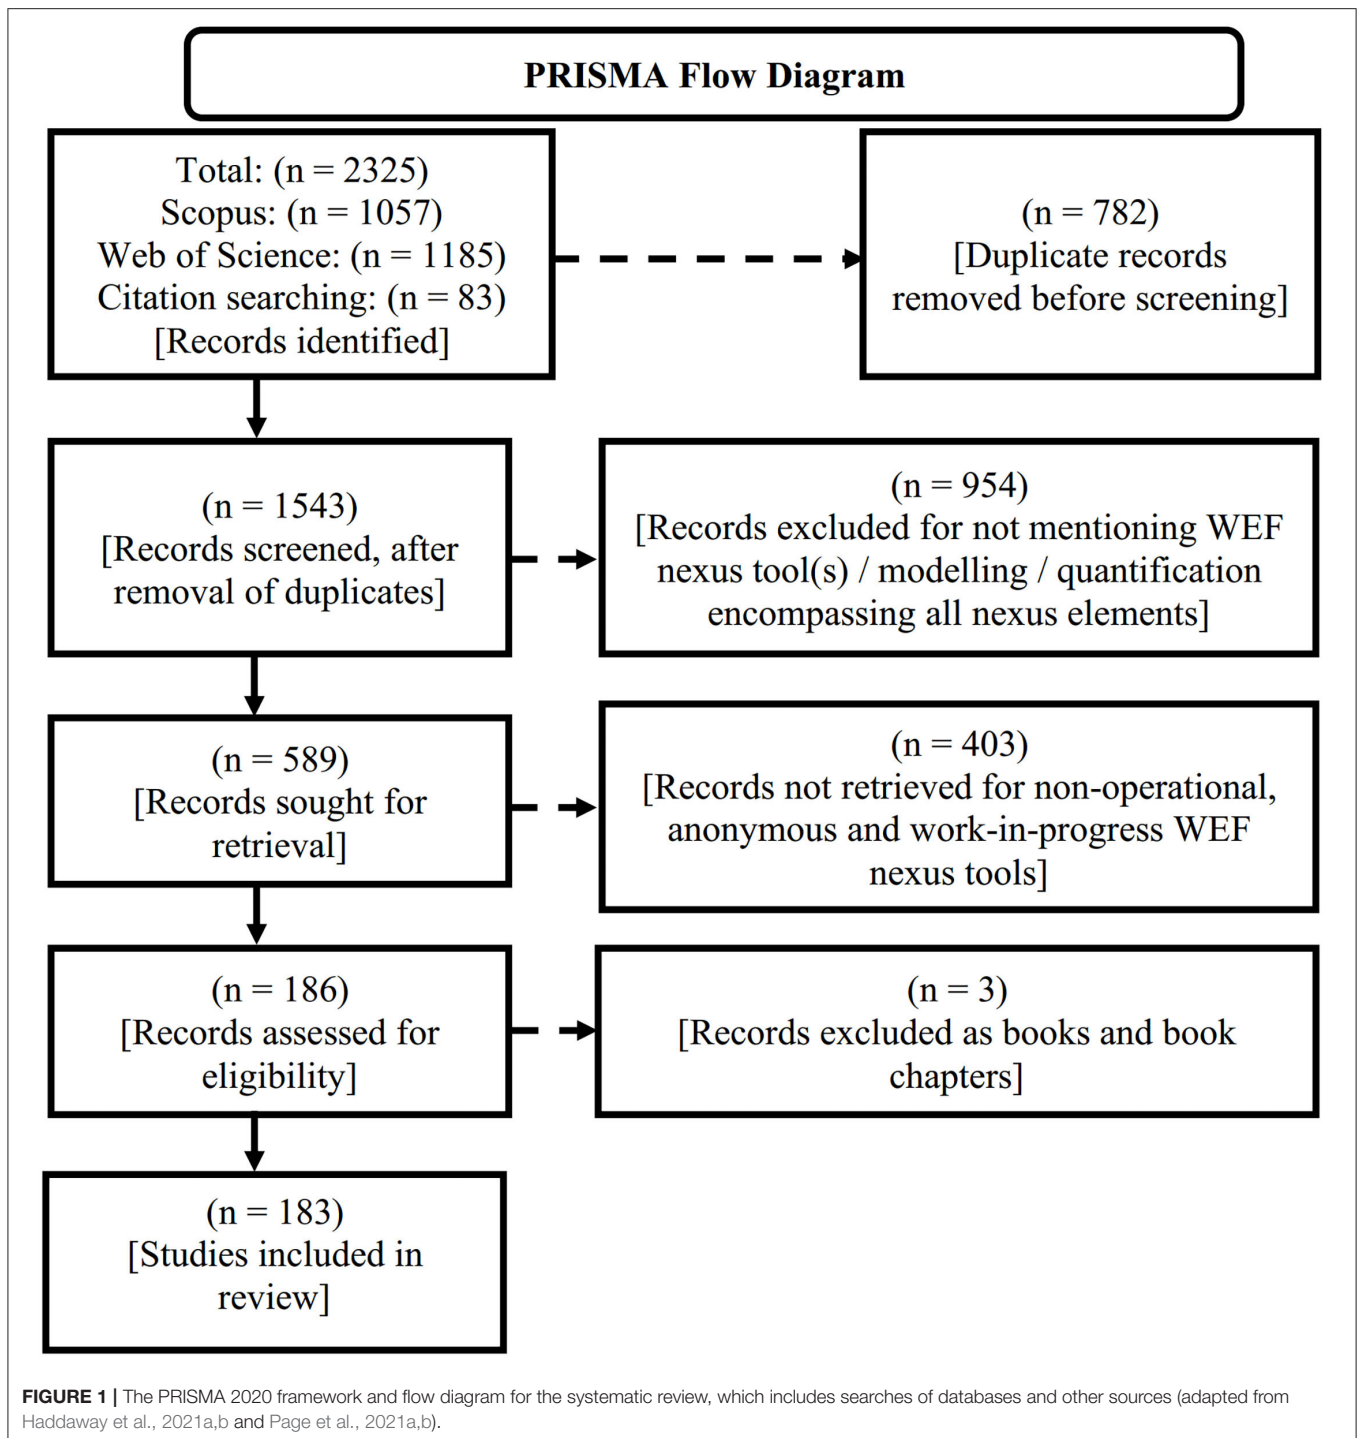 PRISMA Flow Diagram
Total: (n = 2325)
Scopus: (n = 1057)
Web of Science: (n = 1185)
Citation searching: (n = 83)
[Records identified]
(n = 782)
[Duplicate records
removed before screening]
(n = 1543)
[Records screened, after
removal of duplicates]
(n = 954)
[Records excluded for not mentioning WEF
nexus tool(s) / modelling / quantification
encompassing all nexus elements]
(n = 589)
[Records sought for
retrieval]
(n = 403)
[Records not retrieved for non-operational,
anonymous and work-in-progress WEF
nexus tools]
(n = 186)
[Records assessed for
eligibility]
(n = 3)
[Records excluded as books and book
chapters]
(n = 183)
[Studies included in
review]
FIGURE 1 | The PRISMA 2020 framework and flow diagram for the systematic review, which includes searches of databases and other sources (adapted from
Haddaway et al., 2021a,b and Page et al., 2021a,b).